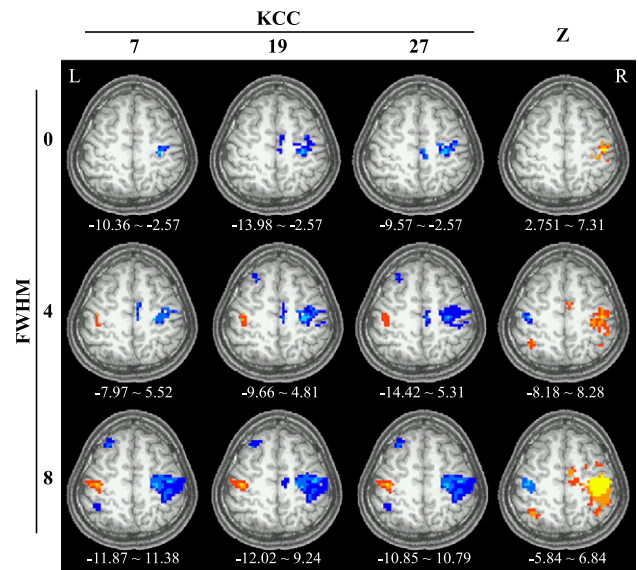 KCC
7 19 27 Z
L R
0
-10.36 ~ -2.57 -13.98 ~ -2.57 -9.57 ~ -2.57 2.751 ~ 7.31
FWHM
4
-7.97 ~ 5.52 -9.66 ~ 4.81 -14.42 ~ 5.31 -8.18 ~ 8.28
8
-11.87 ~ 11.38 -12.02 ~ 9.24 -10.85 ~ 10.79 -5.84 ~ 6.84